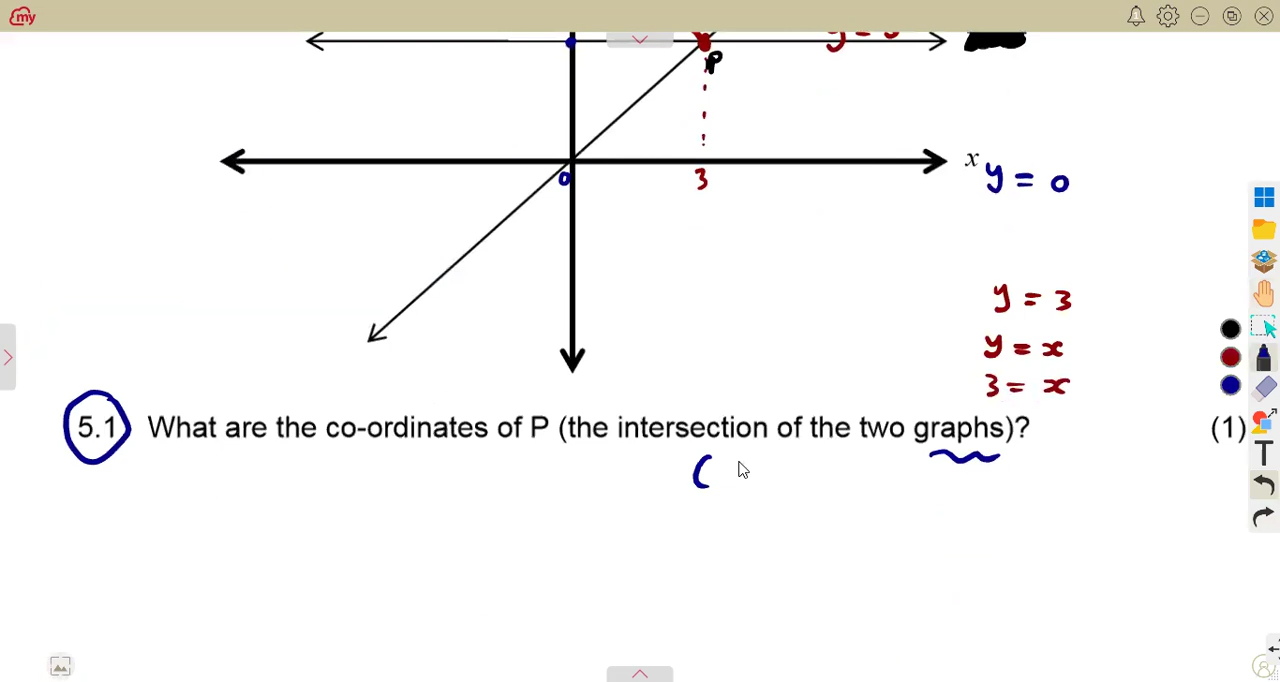 my
P
x
y = 0
0
3
y = 3
y = x
3 = x
5.1 What are the co-ordinates of P (the intersection of the two graphs)? (1)
(
T